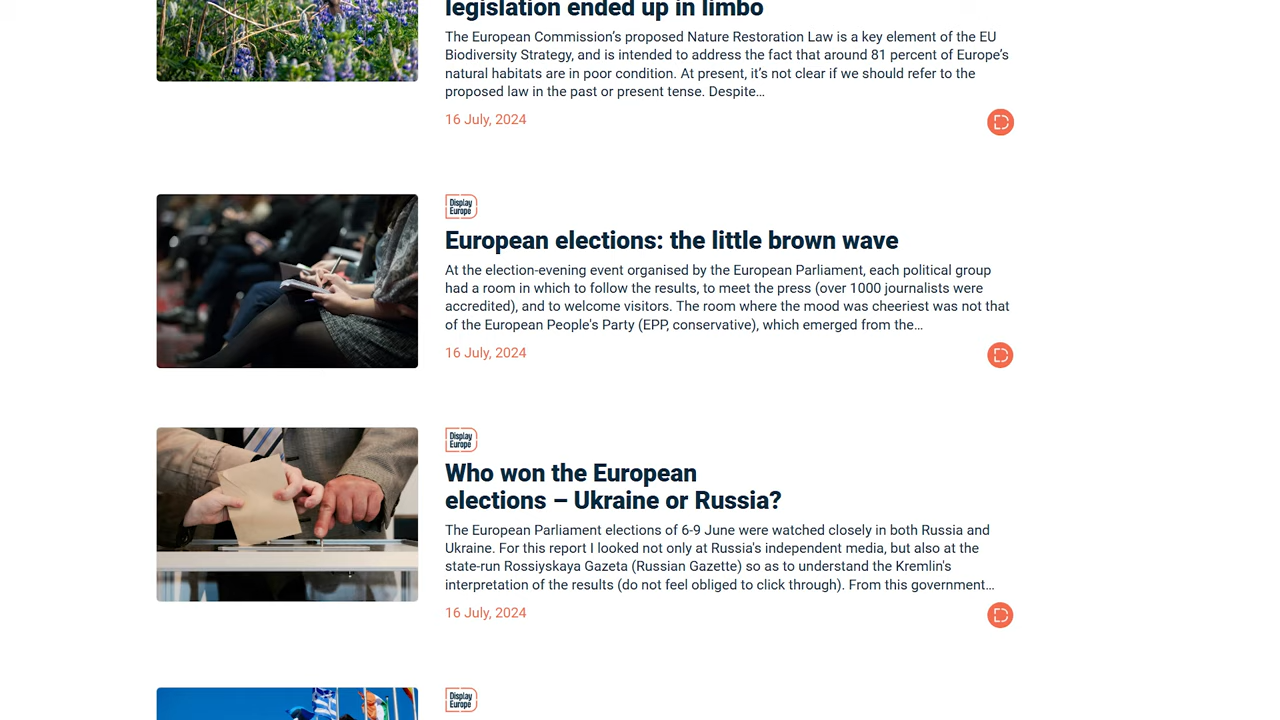 legislation ended up in limbo
The European Commission’s proposed Nature Restoration Law is a key element of the EU
Biodiversity Strategy, and is intended to address the fact that around 81 percent of Europe’s
natural habitats are in poor condition. At present, it’s not clear if we should refer to the
proposed law in the past or present tense. Despite…
16 July, 2024
Display
Europe
European elections: the little brown wave
At the election-evening event organised by the European Parliament, each political group
had a room in which to follow the results, to meet the press (over 1000 journalists were
accredited), and to welcome visitors. The room where the mood was cheeriest was not that
of the European People's Party (EPP, conservative), which emerged from the…
16 July, 2024
Display
Europe
Who won the European
elections – Ukraine or Russia?
The European Parliament elections of 6-9 June were watched closely in both Russia and
Ukraine. For this report I looked not only at Russia's independent media, but also at the
state-run Rossiyskaya Gazeta (Russian Gazette) so as to understand the Kremlin's
interpretation of the results (do not feel obliged to click through). From this government…
16 July, 2024
Display
Europe